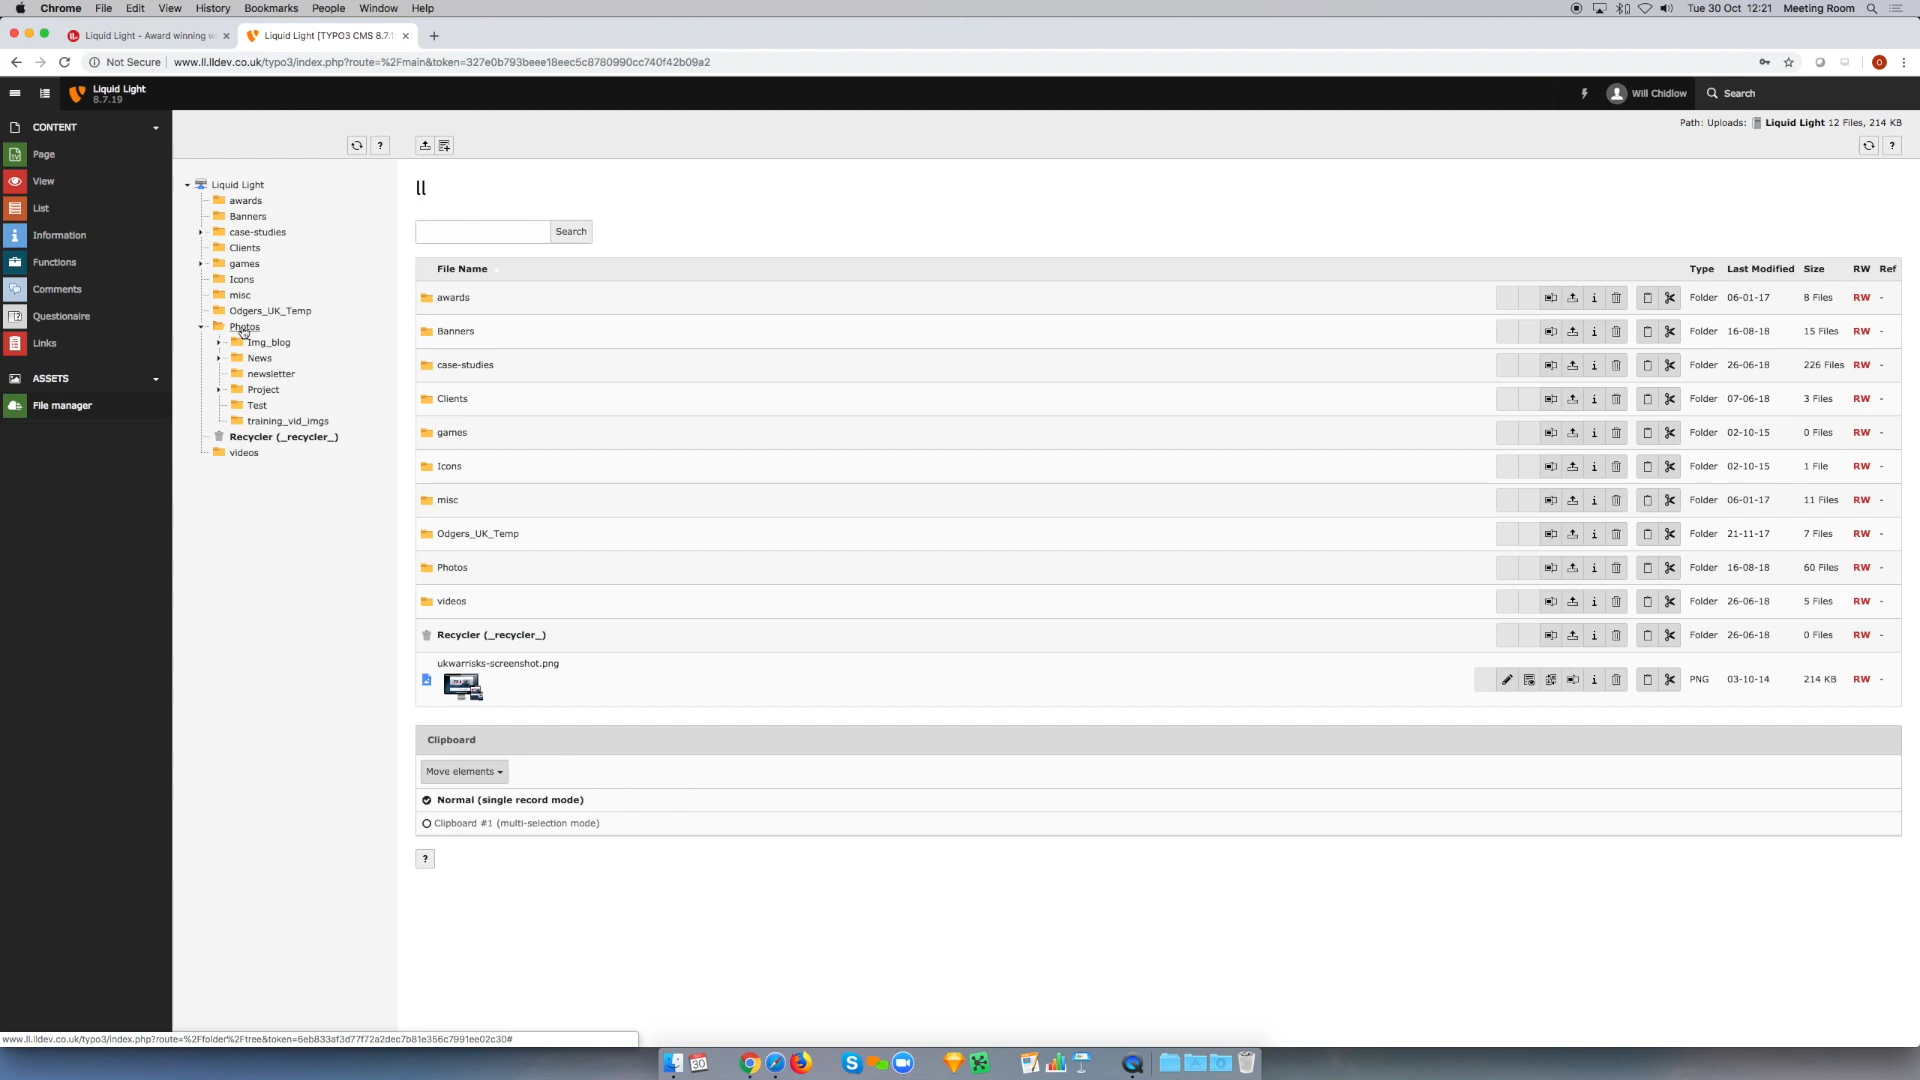 Chrome File Edit View History Bookmarks People Window Help
Tue 30 Oct 12:21 Meeting Room
Liquid Light - Award winning w
Liquid Light [TYPO3 CMS 8.7.1
Not Secure www.ll.lldev.co.uk/typo3/index.php?route=%2Fmain&token=327e0b793beee18eec5c8780990cc740f42b09a2
Liquid Light
8.7.19
Will Chidlow
Search
Path: Uploads: Liquid Light 12 Files, 214 KB
CONTENT
Page
View
List
Information
Functions
Comments
Questionaire
Links
ASSETS
File manager
Liquid Light
awards
Banners
case-studies
Clients
games
Icons
misc
Odgers_UK_Temp
Photos
Img_blog
News
newsletter
Project
Test
training_vid_imgs
Recycler (_recycler_)
videos
ll
Search
File Name Type Last Modified Size RW Ref
awards Folder 06-01-17 8 Files RW -
Banners Folder 16-08-18 15 Files RW -
case-studies Folder 26-06-18 226 Files RW -
Clients Folder 07-06-18 3 Files RW -
games Folder 02-10-15 0 Files RW -
Icons Folder 02-10-15 1 File RW -
misc Folder 06-01-17 11 Files RW -
Odgers_UK_Temp Folder 21-11-17 7 Files RW -
Photos Folder 16-08-18 60 Files RW -
videos Folder 26-06-18 5 Files RW -
Recycler (_recycler_) Folder 26-06-18 0 Files RW -
ukwarrisks-screenshot.png PNG 03-10-14 214 KB RW -
Clipboard
Move elements
Normal (single record mode)
Clipboard #1 (multi-selection mode)
?
www.ll.lldev.co.uk/typo3/index.php?route=%2Ffolder%2Ftree&token=6eb833af3d77f72a2dec7b81e356c7991ee02c30#
30